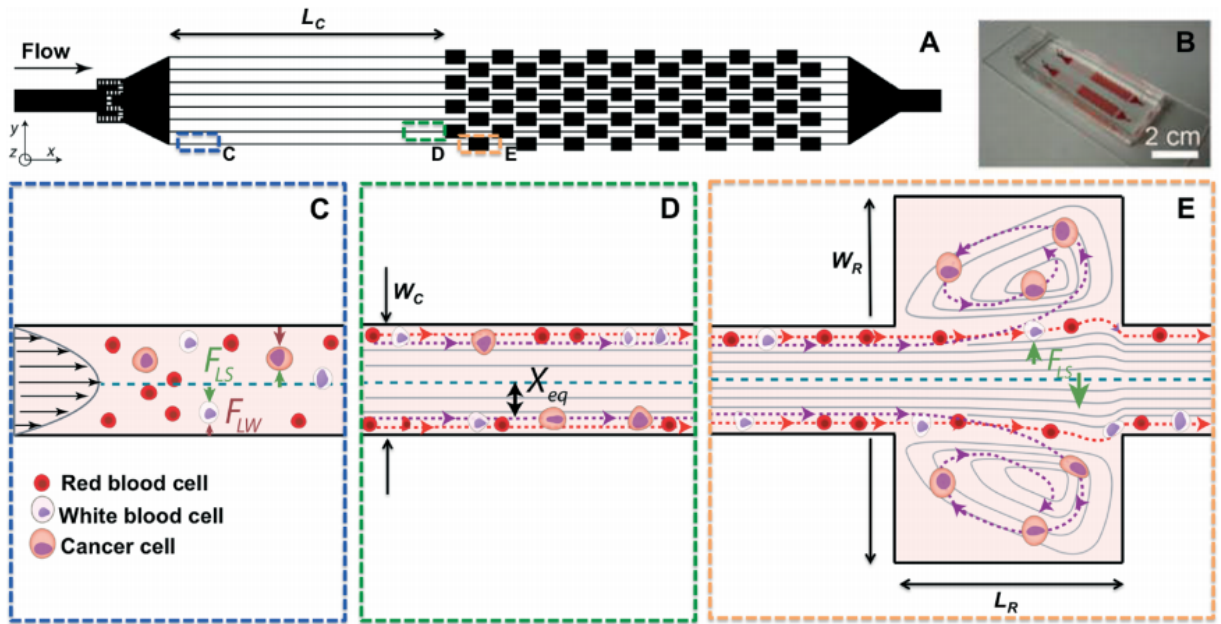 L_C
A
B
Flow
y
z
x
C
D
E
2 cm
C
D
E
W_C
W_R
F_LS
X_eq
F_LS
F_LW
Red blood cell
White blood cell
Cancer cell
L_R